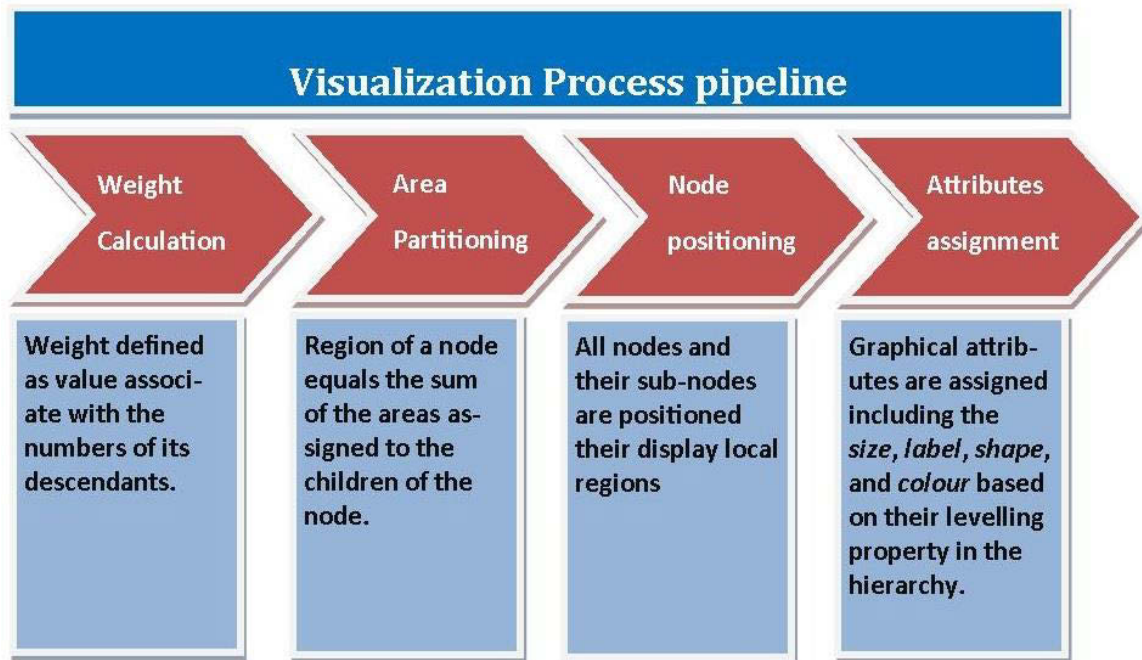 Visualization Process pipeline
Weight
Calculation
Area
Partitioning
Node
positioning
Attributes
assignment
Weight defined
as value associ-
ate with the
numbers of its
descendants.
Region of a node
equals the sum
of the areas as-
signed to the
children of the
node.
All nodes and
their sub-nodes
are positioned
their display local
regions
Graphical attrib-
utes are assigned
including the
size, label, shape,
and colour based
on their levelling
property in the
hierarchy.